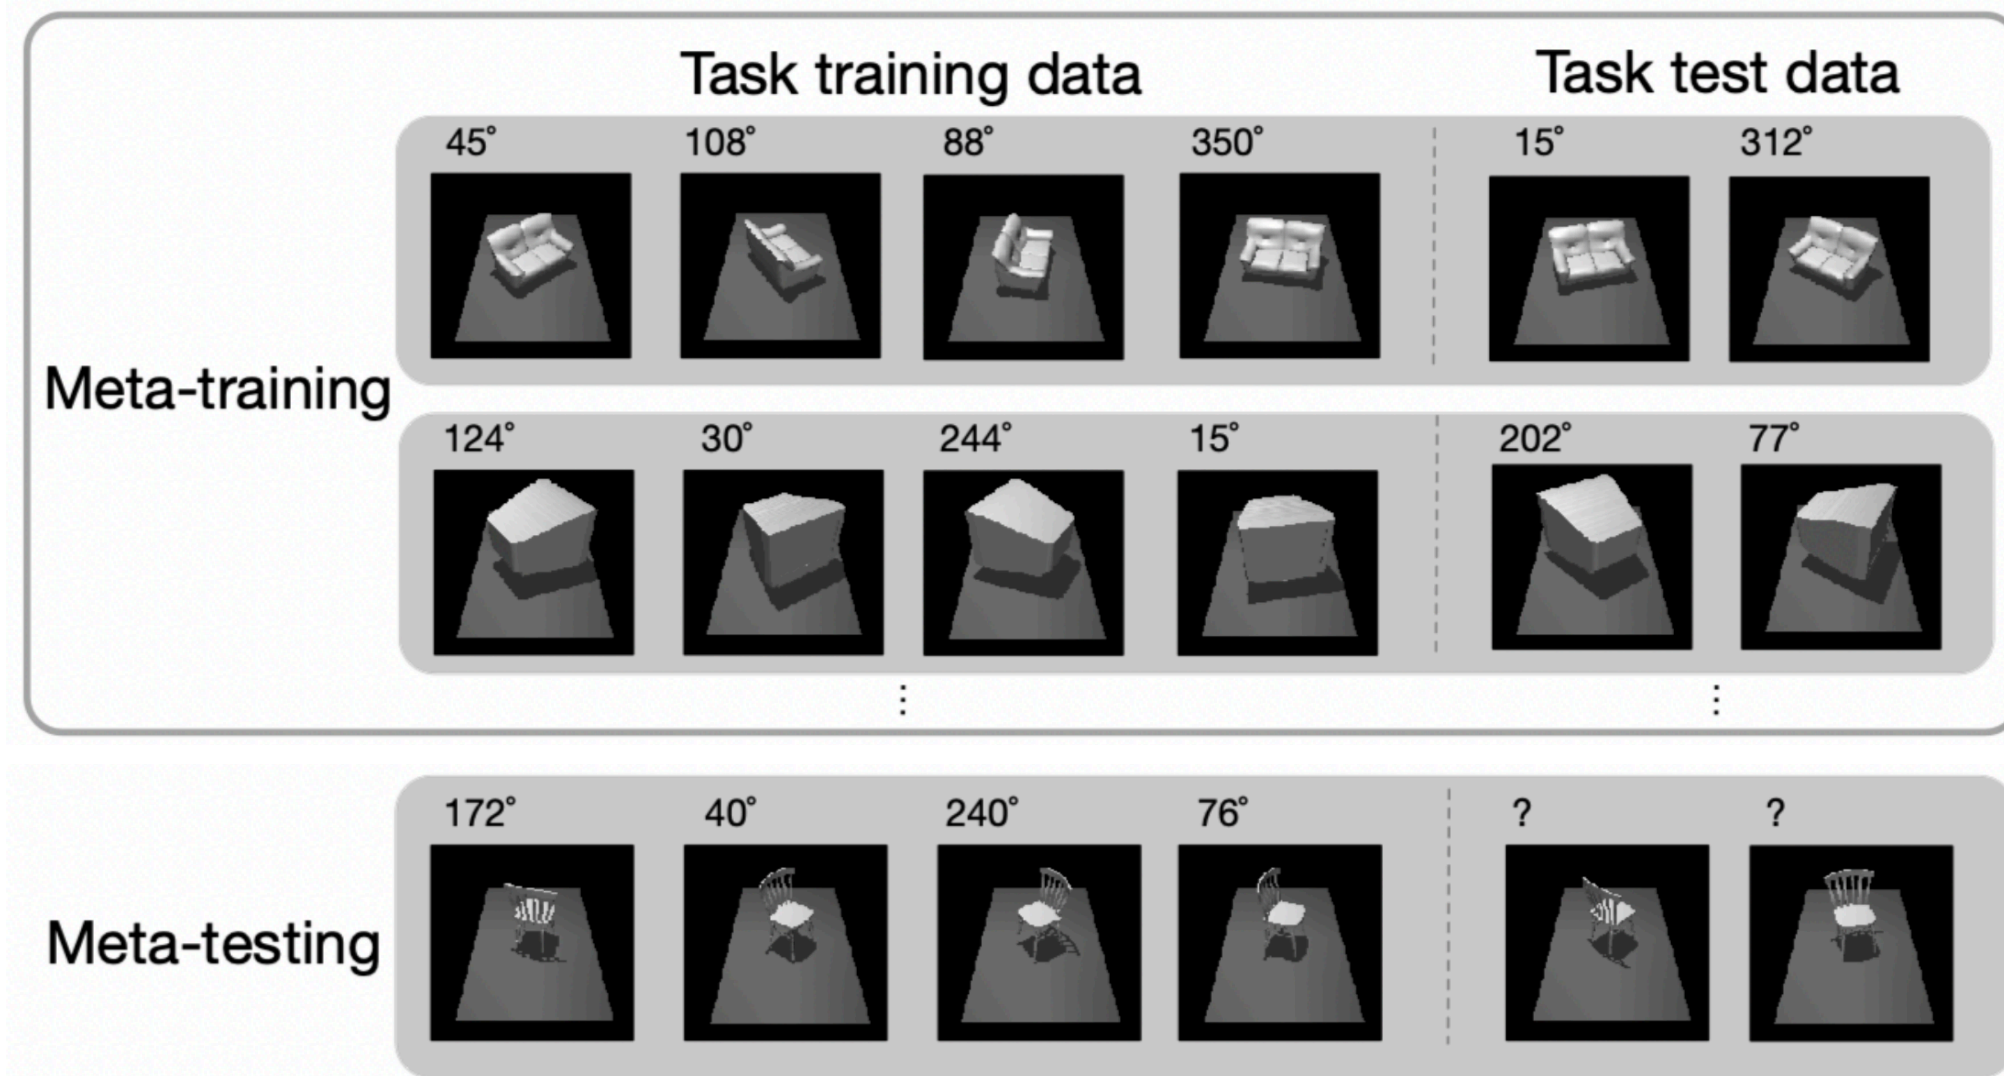 Task training data Task test data
45° 108° 88° 350° 15° 312°
Meta-training
124° 30° 244° 15° 202° 77°
⋮ ⋮
172° 40° 240° 76° ? ?
Meta-testing